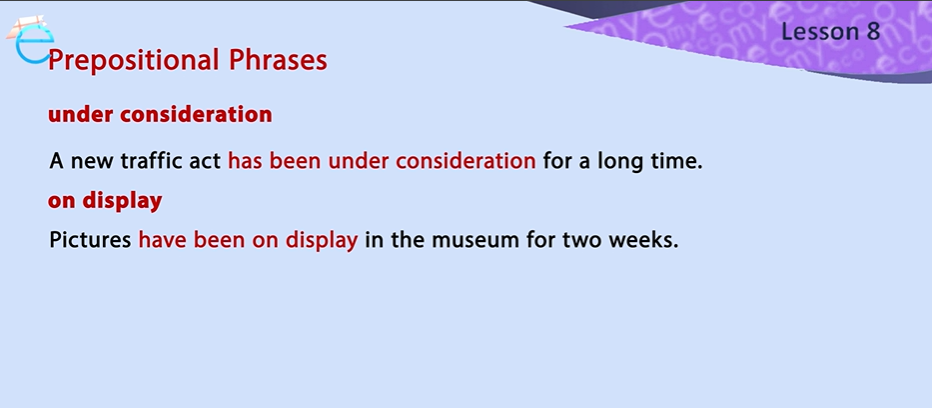 Lesson 8
Prepositional Phrases
under consideration
A new traffic act has been under consideration for a long time.
on display
Pictures have been on display in the museum for two weeks.